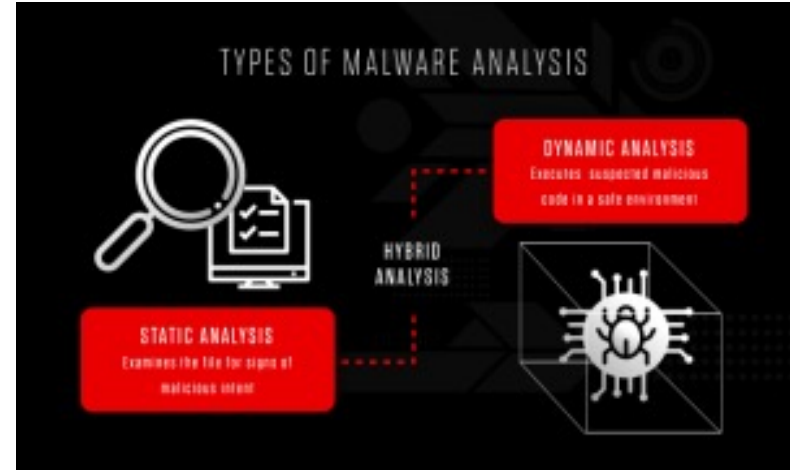 TYPES OF MALWARE ANALYSIS
DYNAMIC ANALYSIS
Executes suspected malicious
code in a safe environment
HYBRID
ANALYSIS
STATIC ANALYSIS
Examines the file for signs of
malicious intent